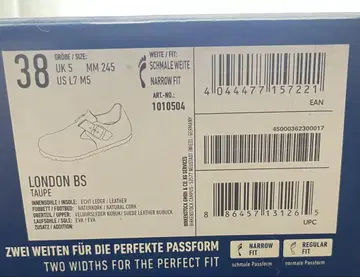 GRÖSSE / SIZE:
38
UK 5 MM 245
US L7 M5
WEITE / FIT:
SCHMALE WEITE
NARROW FIT
ART.-NO.:
1010504
4 044477 157221
EAN
45000302300017
8 86457 13126 5
UPC
LONDON BS
TAUPE
INNENSOHLE / INSOLE: ECHT LEDER / LEATHER
FUSSBETT / FOOTBED: NATURKORK / NATURAL CORK
OBERTEIL / UPPER: VELOURSLEDER NUBUK / SUEDE LEATHER NUBUCK
LAUFSOHLE / SOLE: EVA / EVA
ZUSATZ / ADDITION:
ZWEI WEITEN FÜR DIE PERFEKTE PASSFORM
TWO WIDTHS FOR THE PERFECT FIT
NARROW FIT
schmale Passform
REGULAR FIT
normale Passform